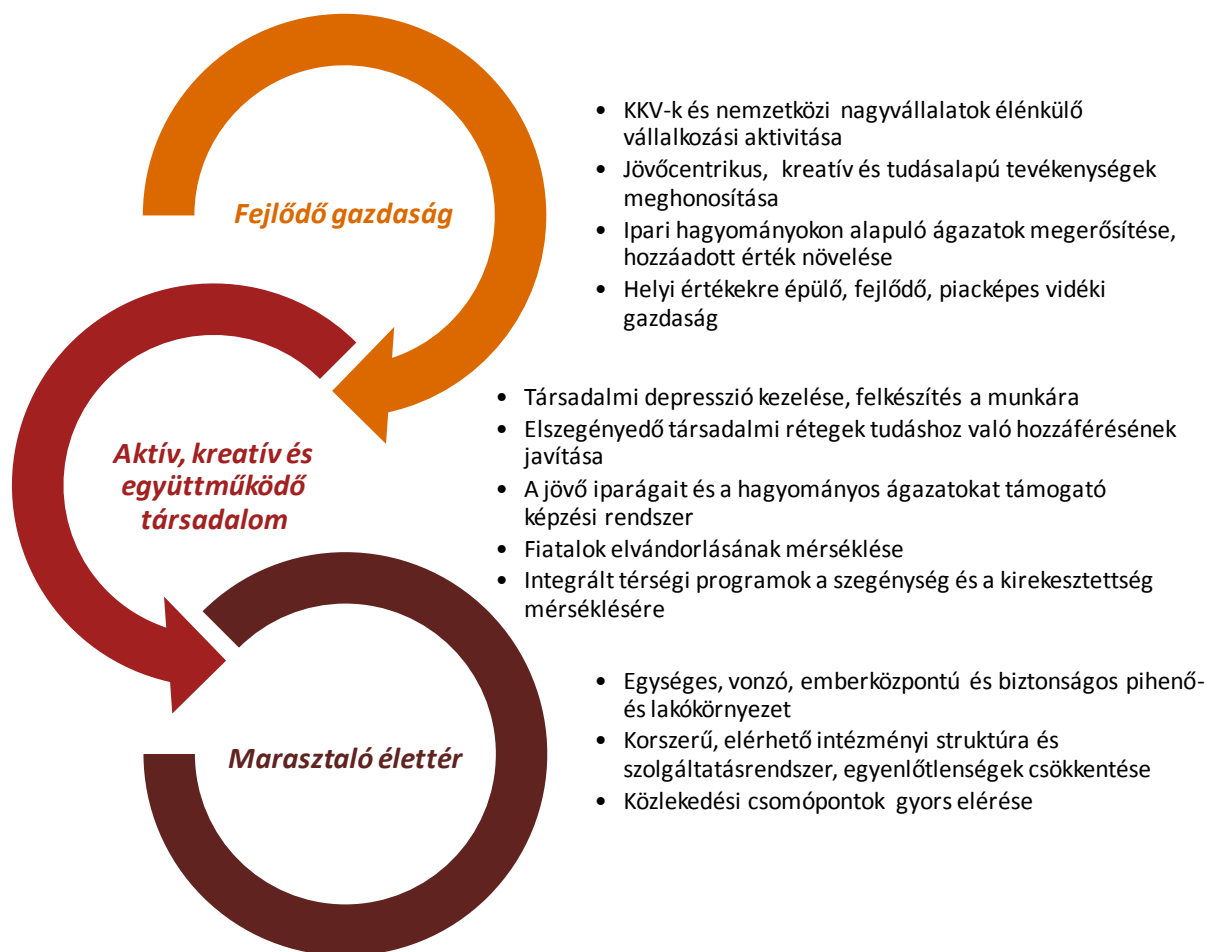 Fejlődő gazdaság
• KKV-k és nemzetközi nagyvállalatok élénkülő
vállalkozási aktivitása
• Jövőcentrikus, kreatív és tudásalapú tevékenységek
meghonosítása
• Ipari hagyományokon alapuló ágazatok megerősítése,
hozzáadott érték növelése
• Helyi értékekre épülő, fejlődő, piacképes vidéki
gazdaság
Aktív, kreatív és
együttműködő
társadalom
• Társadalmi depresszió kezelése, felkészítés a munkára
• Elszegényedő társadalmi rétegek tudáshoz való hozzáférésének
javítása
• A jövő iparágait és a hagyományos ágazatokat támogató
képzési rendszer
• Fiatalok elvándorlásának mérséklése
• Integrált térségi programok a szegénység és a kirekesztettség
mérséklésére
Marasztaló élettér
• Egységes, vonzó, emberközpontú és biztonságos pihenő-
és lakókörnyezet
• Korszerű, elérhető intézményi struktúra és
szolgáltatásrendszer, egyenlőtlenségek csökkentése
• Közlekedési csomópontok gyors elérése